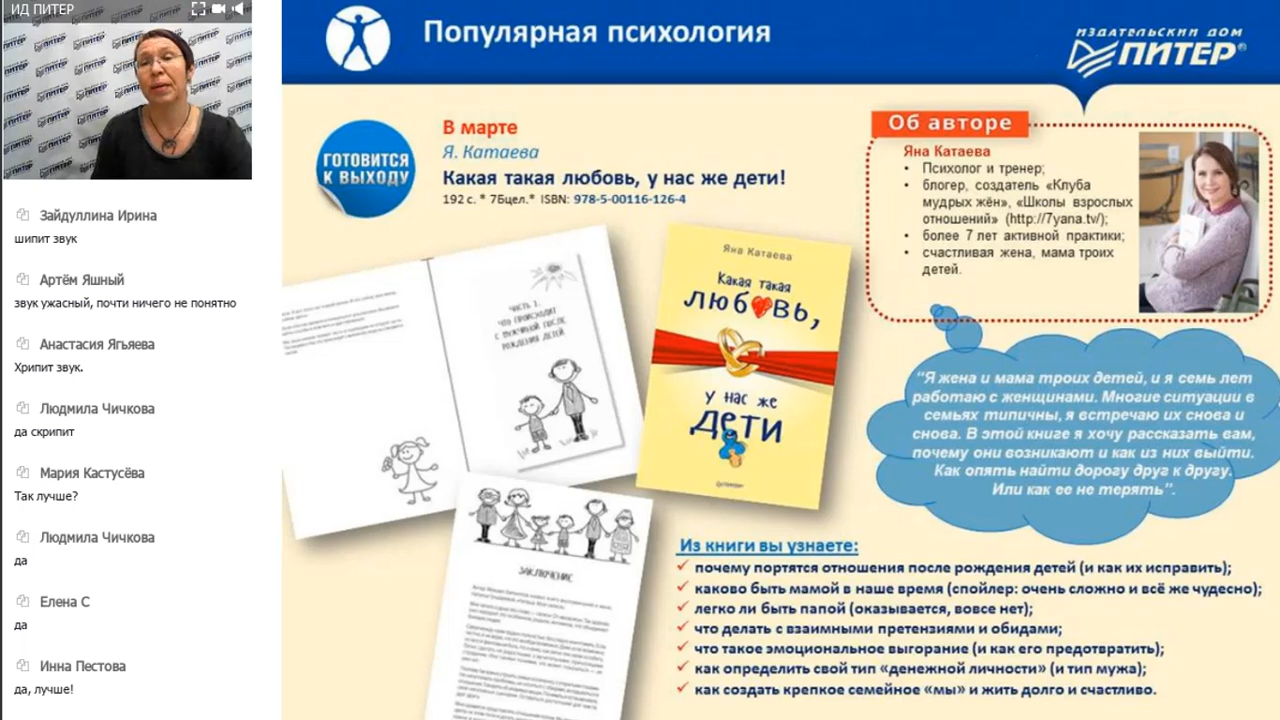 ИД ПИТЕР
Зайдуллина Ирина
шипит звук
Артём Яшный
звук ужасный, почти ничего не понятно
Анастасия Ягьяева
Хрипит звук.
Людмила Чичкова
да скрипит
Мария Кастусёва
Так лучше?
Людмила Чичкова
да
Елена С
да
Инна Пестова
да, лучше!
Популярная психология
ИЗДАТЕЛЬСКИЙ ДОМ
ПИТЕР®
ГОТОВИТСЯ
К ВЫХОДУ
В марте
Я. Катаева
Какая такая любовь, у нас же дети!
192 с. * 7Бцел.* ISBN: 978-5-00116-126-4
Об авторе
Яна Катаева
• Психолог и тренер;
• блогер, создатель «Клуба
мудрых жён», «Школы взрослых
отношений» (http://7yana.tv/);
• более 7 лет активной практики;
• счастливая жена, мама троих
детей.
ЧАСТЬ 2.
ЧТО ПРОИСХОДИТ
С МУЖЧИНОЙ ПОСЛЕ
РОЖДЕНИЯ ДЕТЕЙ
Яна Катаева
Какая такая
любовь,
у нас же
дети
ЗАКЛЮЧЕНИЕ
"Я жена и мама троих детей, и я семь лет
работаю с женщинами. Многие ситуации в
семьях типичны, я встречаю их снова и
снова. В этой книге я хочу рассказать вам,
почему они возникают и как из них выйти.
Как опять найти дорогу друг к другу.
Или как ее не терять".
Из книги вы узнаете:
почему портятся отношения после рождения детей (и как их исправить);
каково быть мамой в наше время (спойлер: очень сложно и всё же чудесно);
легко ли быть папой (оказывается, вовсе нет);
что делать с взаимными претензиями и обидами;
что такое эмоциональное выгорание (и как его предотвратить);
как определить свой тип «денежной личности» (и тип мужа);
как создать крепкое семейное «мы» и жить долго и счастливо.